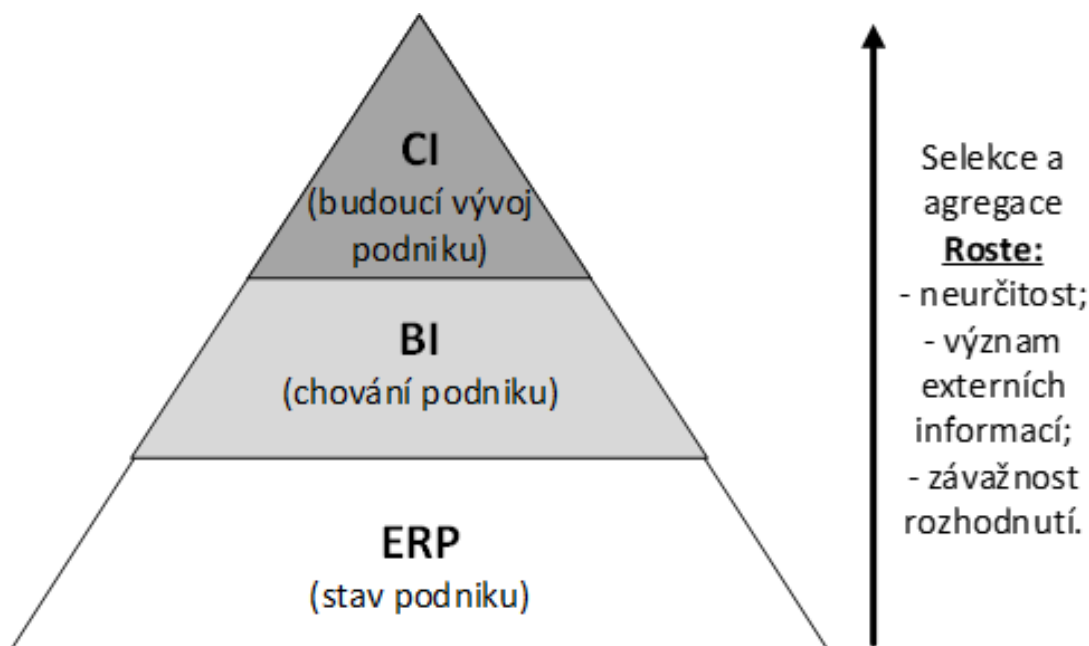 CI
(budoucí vývoj
podniku)
BI
(chování podniku)
ERP
(stav podniku)
Selekce a
agregace
Roste:
- neurčitost;
- význam
externích
informací;
- závažnost
rozhodnutí.